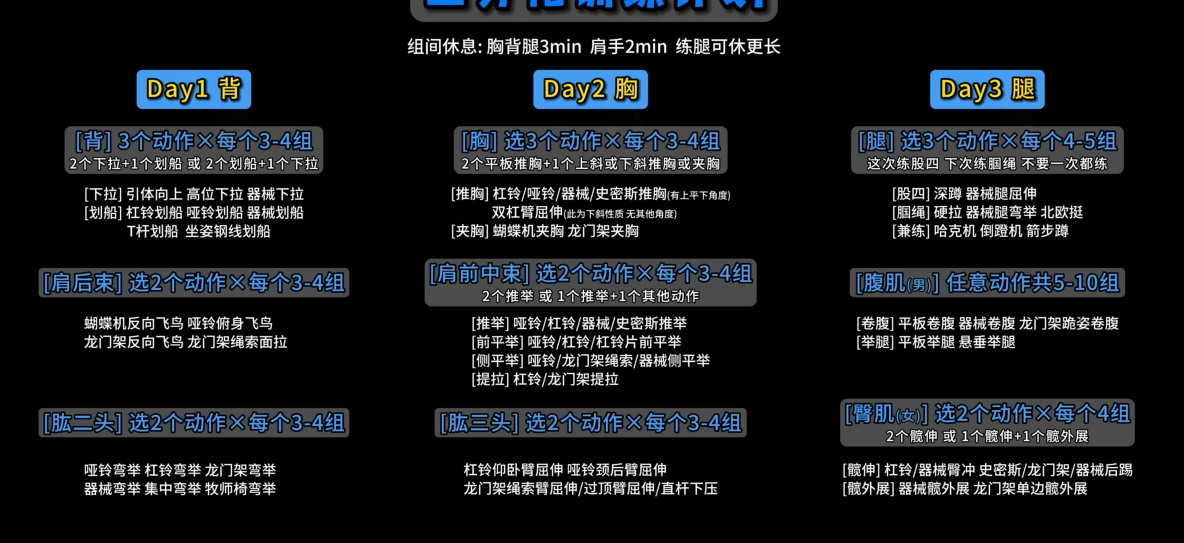 组间休息: 胸背腿3min 肩手2min 练腿可休更长
Day1 背
[背] 3个动作×每个3-4组
2个下拉+1个划船 或 2个划船+1个下拉
[下拉] 引体向上 高位下拉 器械下拉
[划船] 杠铃划船 哑铃划船 器械划船
T杆划船 坐姿钢线划船
[肩后束] 选2个动作×每个3-4组
蝴蝶机反向飞鸟 哑铃俯身飞鸟
龙门架反向飞鸟 龙门架绳索面拉
[肱二头] 选2个动作×每个3-4组
哑铃弯举 杠铃弯举 龙门架弯举
器械弯举 集中弯举 牧师椅弯举
Day2 胸
[胸] 选3个动作×每个3-4组
2个平板推胸+1个上斜或下斜推胸或夹胸
[推胸] 杠铃/哑铃/器械/史密斯推胸(有上平下角度)
双杠臂屈伸(此为下斜性质 无其他角度)
[夹胸] 蝴蝶机夹胸 龙门架夹胸
[肩前中束] 选2个动作×每个3-4组
2个推举 或 1个推举+1个其他动作
[推举] 哑铃/杠铃/器械/史密斯推举
[前平举] 哑铃/杠铃/杠铃片前平举
[侧平举] 哑铃/龙门架绳索/器械侧平举
[提拉] 杠铃/龙门架提拉
[肱三头] 选2个动作×每个3-4组
杠铃仰卧臂屈伸 哑铃颈后臂屈伸
龙门架绳索臂屈伸/过顶臂屈伸/直杆下压
Day3 腿
[腿] 选3个动作×每个4-5组
这次练股四 下次练腘绳 不要一次都练
[股四] 深蹲 器械腿屈伸
[腘绳] 硬拉 器械腿弯举 北欧挺
[兼练] 哈克机 倒蹬机 箭步蹲
[腹肌(男)] 任意动作共5-10组
[卷腹] 平板卷腹 器械卷腹 龙门架跪姿卷腹
[举腿] 平板举腿 悬垂举腿
[臀肌(女)] 选2个动作×每个4组
2个髋伸 或 1个髋伸+1个髋外展
[髋伸] 杠铃/器械臀冲 史密斯/龙门架/器械后踢
[髋外展] 器械髋外展 龙门架单边髋外展